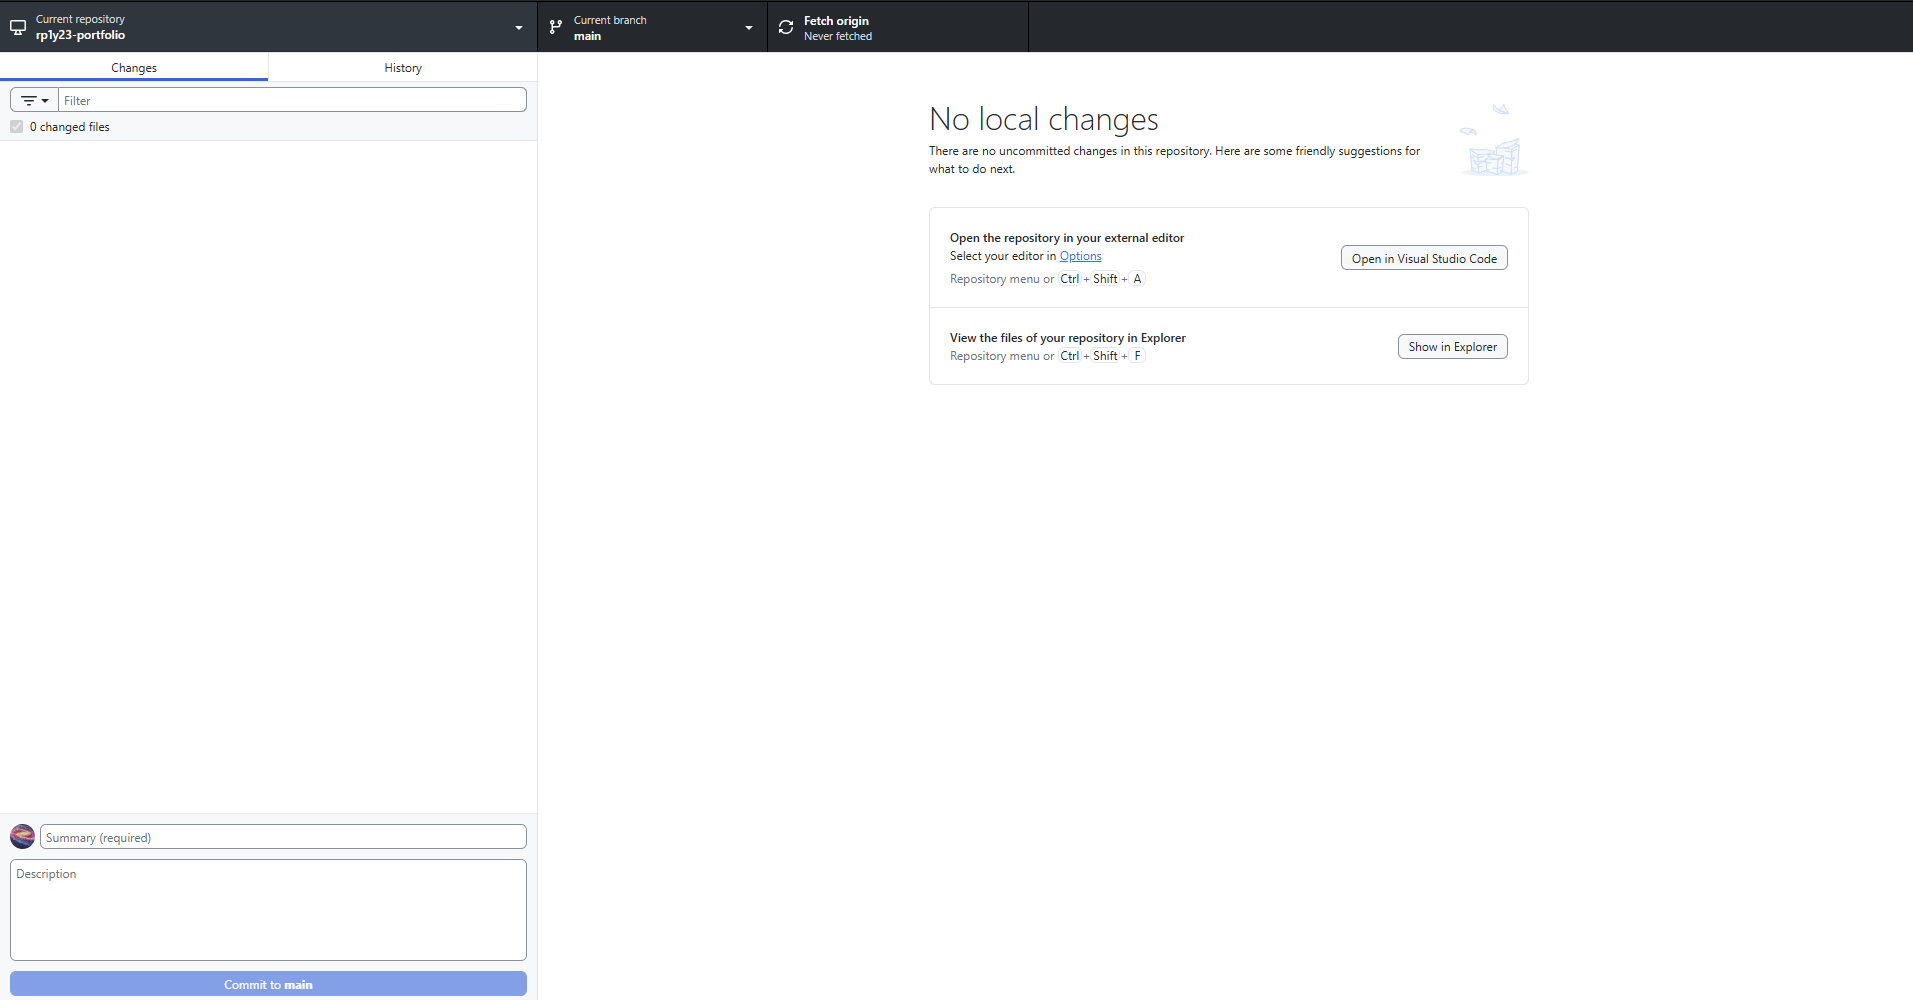 Current repository
rp1y23-portfolio
Current branch
main
Fetch origin
Never fetched
Changes
History
Filter
0 changed files
No local changes
There are no uncommitted changes in this repository. Here are some friendly suggestions for
what to do next.
Open the repository in your external editor
Select your editor in Options
Repository menu or Ctrl + Shift + A
Open in Visual Studio Code
View the files of your repository in Explorer
Repository menu or Ctrl + Shift + F
Show in Explorer
Summary (required)
Description
Commit to main